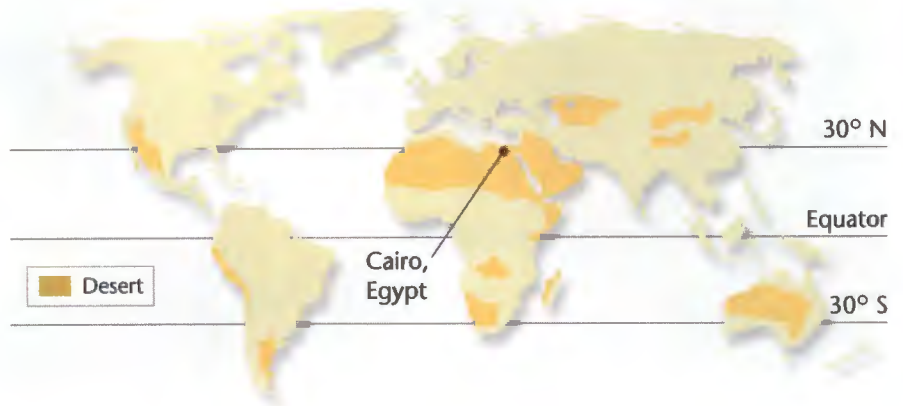 30° N
Equator
Cairo,
Egypt
Desert
30° S